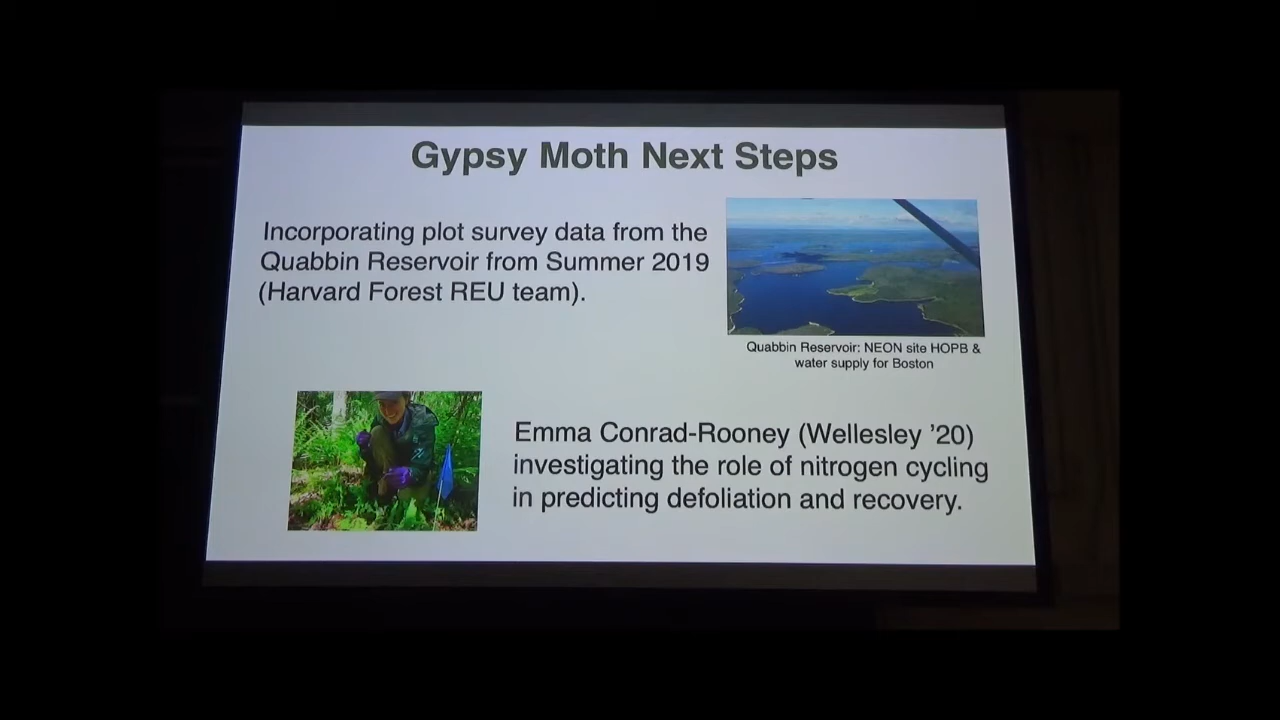 Gypsy Moth Next Steps
Incorporating plot survey data from the
Quabbin Reservoir from Summer 2019
(Harvard Forest REU team).
Quabbin Reservoir: NEON site HOPB &
water supply for Boston
Emma Conrad-Rooney (Wellesley ’20)
investigating the role of nitrogen cycling
in predicting defoliation and recovery.